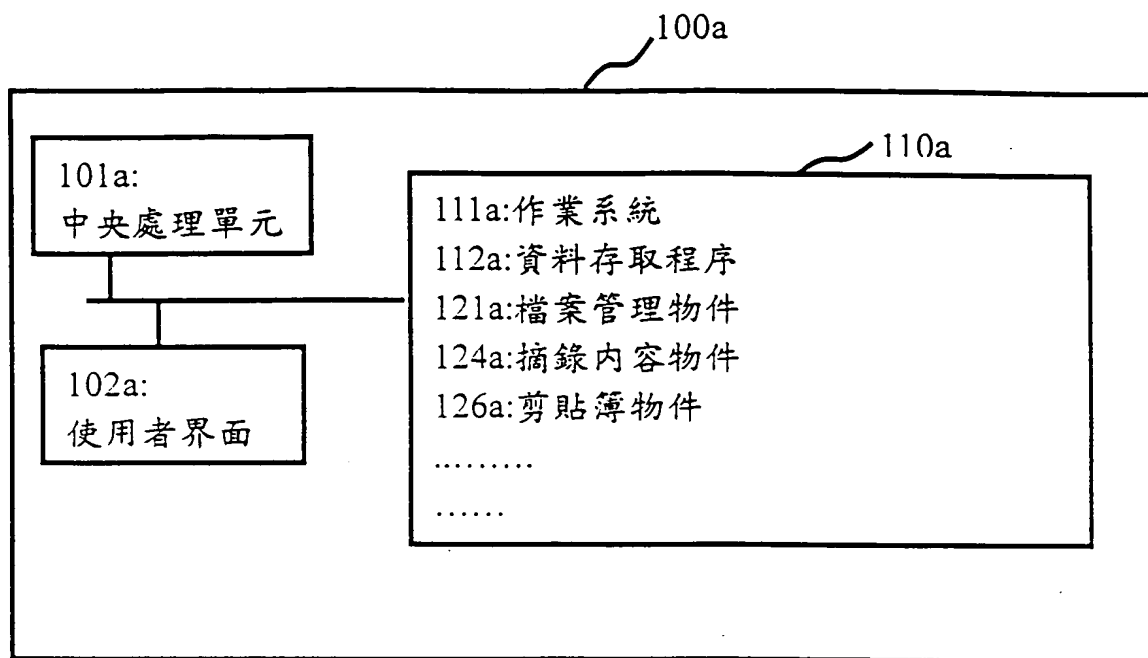 100a
110a
101a:
中央處理單元
102a:
使用者界面
111a:作業系統
112a:資料存取程序
121a:檔案管理物件
124a:摘錄內容物件
126a:剪貼簿物件
.........
......